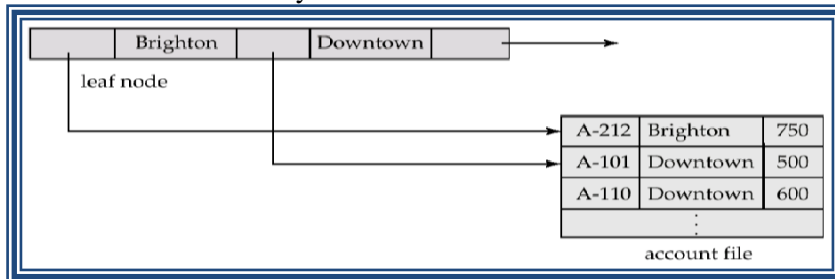 Brighton Downtown
leaf node
A-212 Brighton 750
A-101 Downtown 500
A-110 Downtown 600
account file